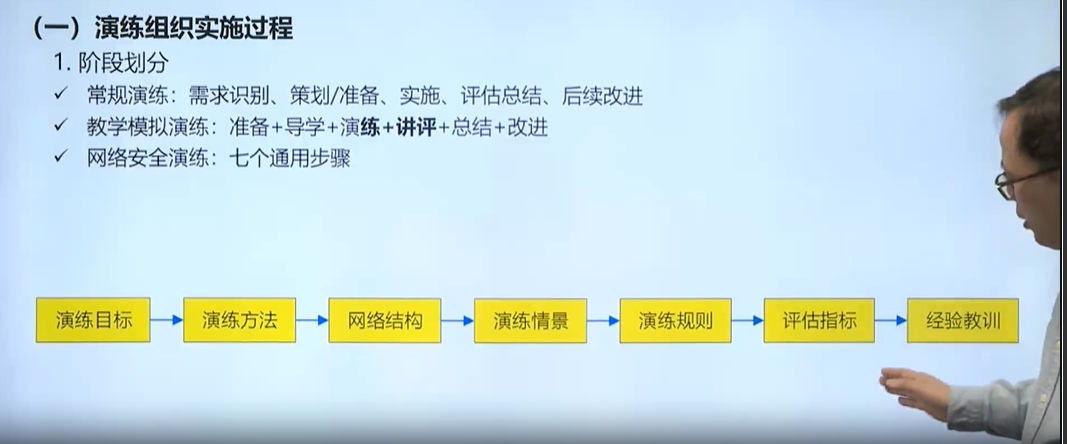 （一）演练组织实施过程
1. 阶段划分
✓ 常规演练：需求识别、策划/准备、实施、评估总结、后续改进
✓ 教学模拟演练：准备+导学+演练+讲评+总结+改进
✓ 网络安全演练：七个通用步骤
演练目标
演练方法
网络结构
演练情景
演练规则
评估指标
经验教训